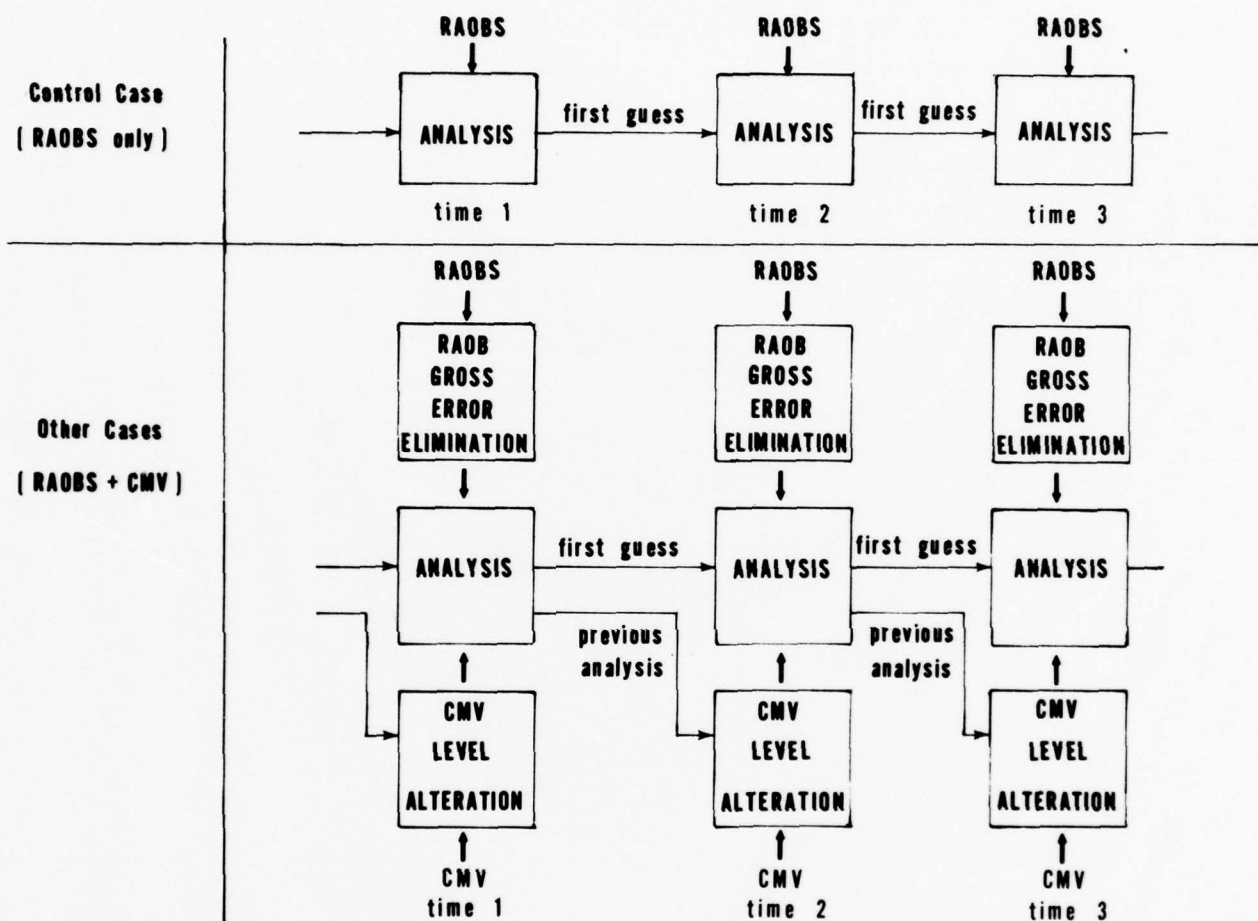 Control Case
[ RAOBS only ]
RAOBS
RAOBS
RAOBS
ANALYSIS
first guess
ANALYSIS
first guess
ANALYSIS
time 1
time 2
time 3
Other Cases
[ RAOBS + CMV ]
RAOBS
RAOBS
RAOBS
RAOB
GROSS
ERROR
ELIMINATION
RAOB
GROSS
ERROR
ELIMINATION
RAOB
GROSS
ERROR
ELIMINATION
ANALYSIS
first guess
ANALYSIS
first guess
ANALYSIS
previous
analysis
previous
analysis
CMV
LEVEL
ALTERATION
CMV
LEVEL
ALTERATION
CMV
LEVEL
ALTERATION
CMV
time 1
CMV
time 2
CMV
time 3